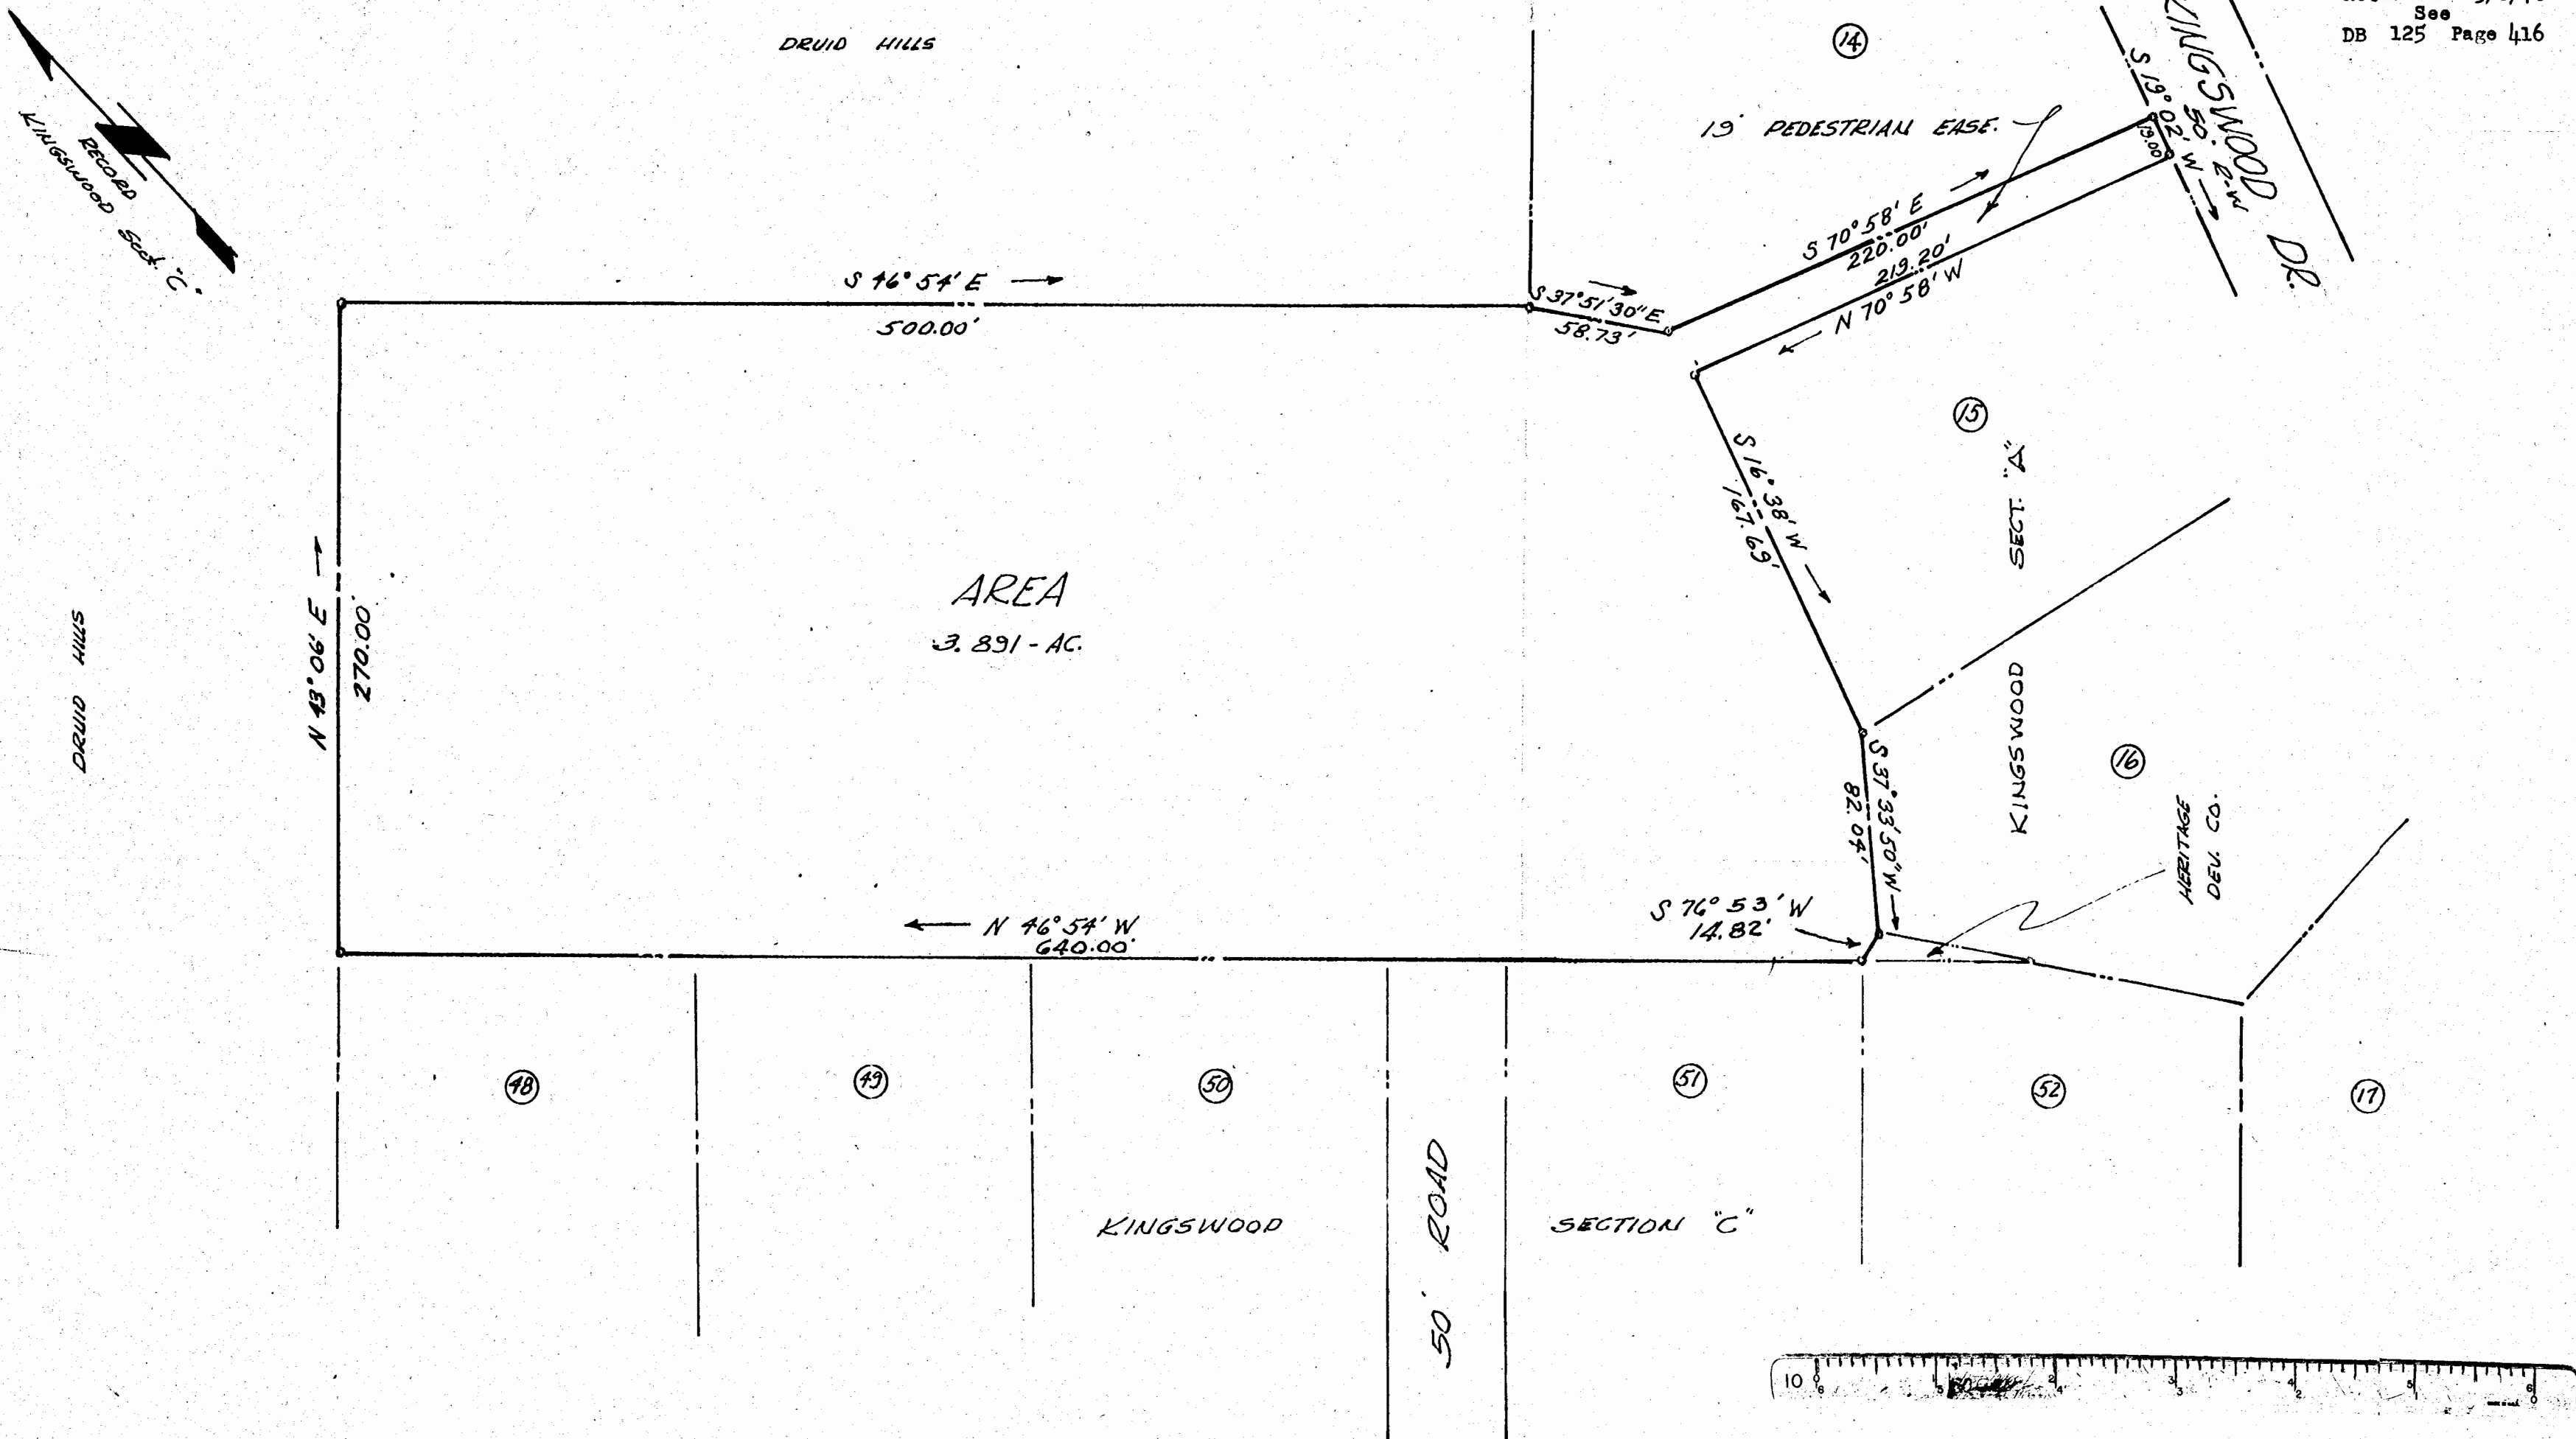 See
DB 125 Page 416
RECORD
KINGSWOOD Sect. "C"
DRUID HILLS
14
19' PEDESTRIAN EASE.
KINGSWOOD DR.
50' R-W
S 19° 02' W
19.00
S 70° 58' E
220.00'
219.20'
N 70° 58' W
S 46° 54' E
500.00'
S 37° 51' 30" E
58.73'
15
S 16° 38' W
167.69'
KINGSWOOD SECT. "A"
AREA
3.891 - AC.
N 43° 06' E
270.00'
DRUID HILLS
16
S 37° 33' 50" W
82.04'
HERITAGE
DEV. CO.
S 76° 53' W
14.82'
N 46° 54' W
640.00'
48
49
50
51
52
17
50' ROAD
KINGSWOOD SECTION "C"
10